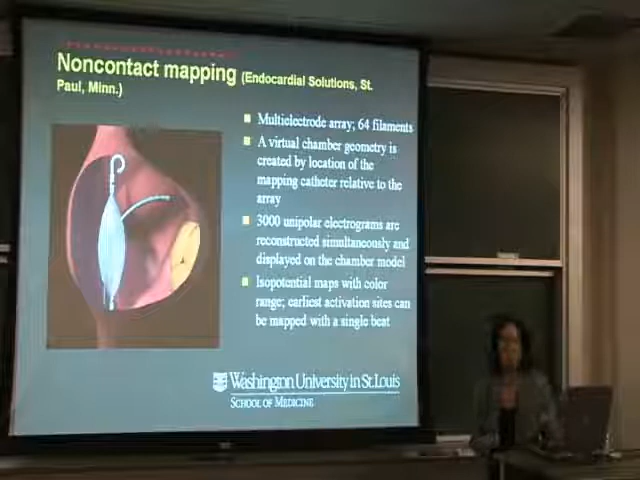 Noncontact mapping (Endocardial Solutions, St.
Paul, Minn.)
Multielectrode array; 64 filaments
A virtual chamber geometry is
created by location of the
mapping catheter relative to the
array
3000 unipolar electrograms are
reconstructed simultaneously and
displayed on the chamber model
Isopotential maps with color
range; earliest activation sites can
be mapped with a single beat
Washington University in St. Louis
SCHOOL OF MEDICINE